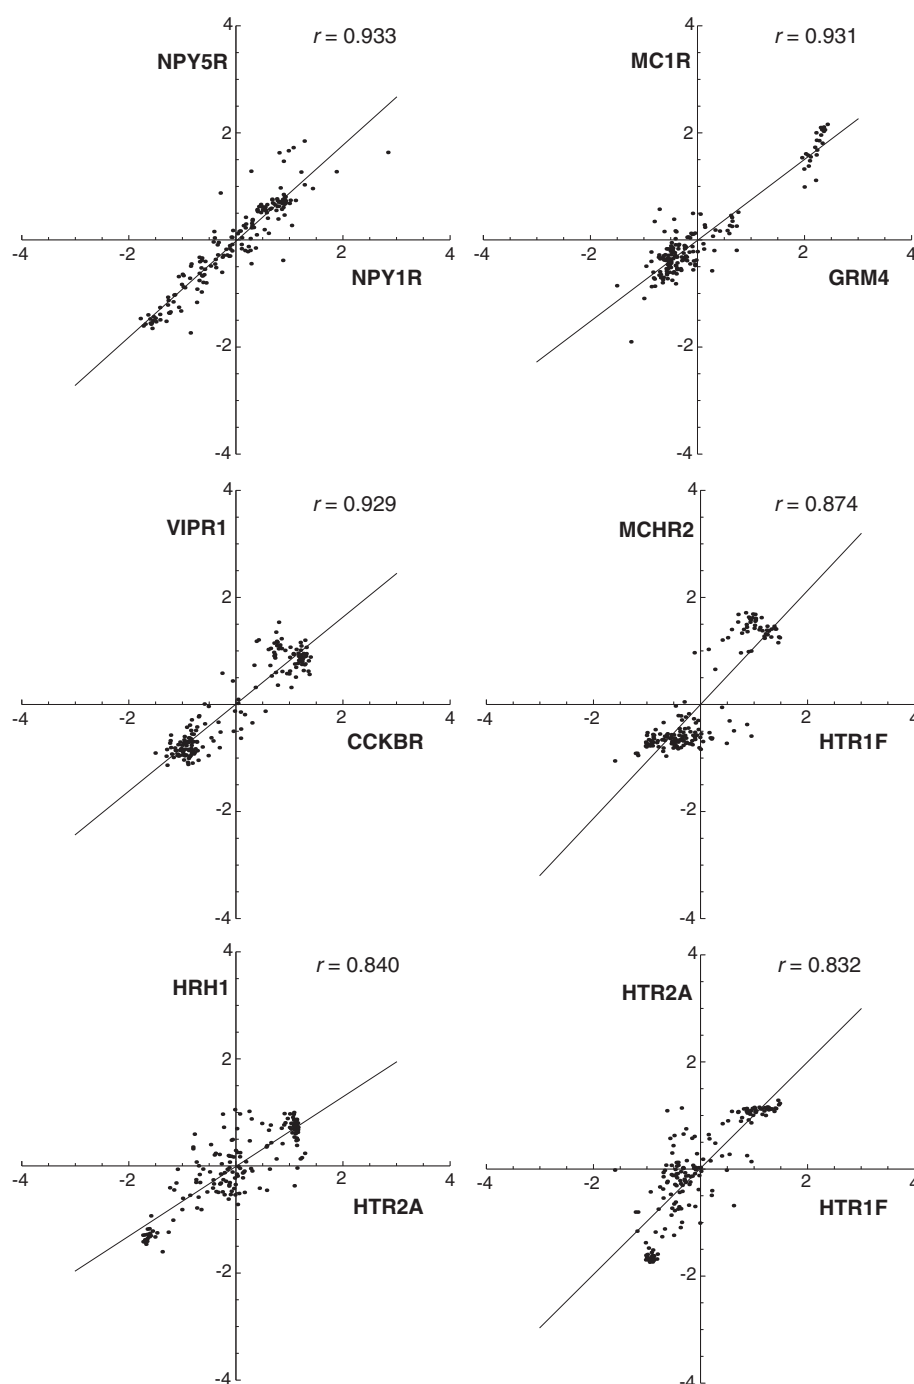 4
r = 0.933
NPY5R
2
-4
-2
2
4
NPY1R
-2
-4
4
r = 0.931
MC1R
2
-4
-2
2
4
GRM4
-2
-4
4
r = 0.929
VIPR1
2
-4
-2
2
4
CCKBR
-2
-4
4
r = 0.874
MCHR2
2
-4
-2
2
4
HTR1F
-2
-4
4
r = 0.840
HRH1
2
-4
-2
2
4
HTR2A
-2
-4
4
r = 0.832
HTR2A
2
-4
-2
2
4
HTR1F
-2
-4